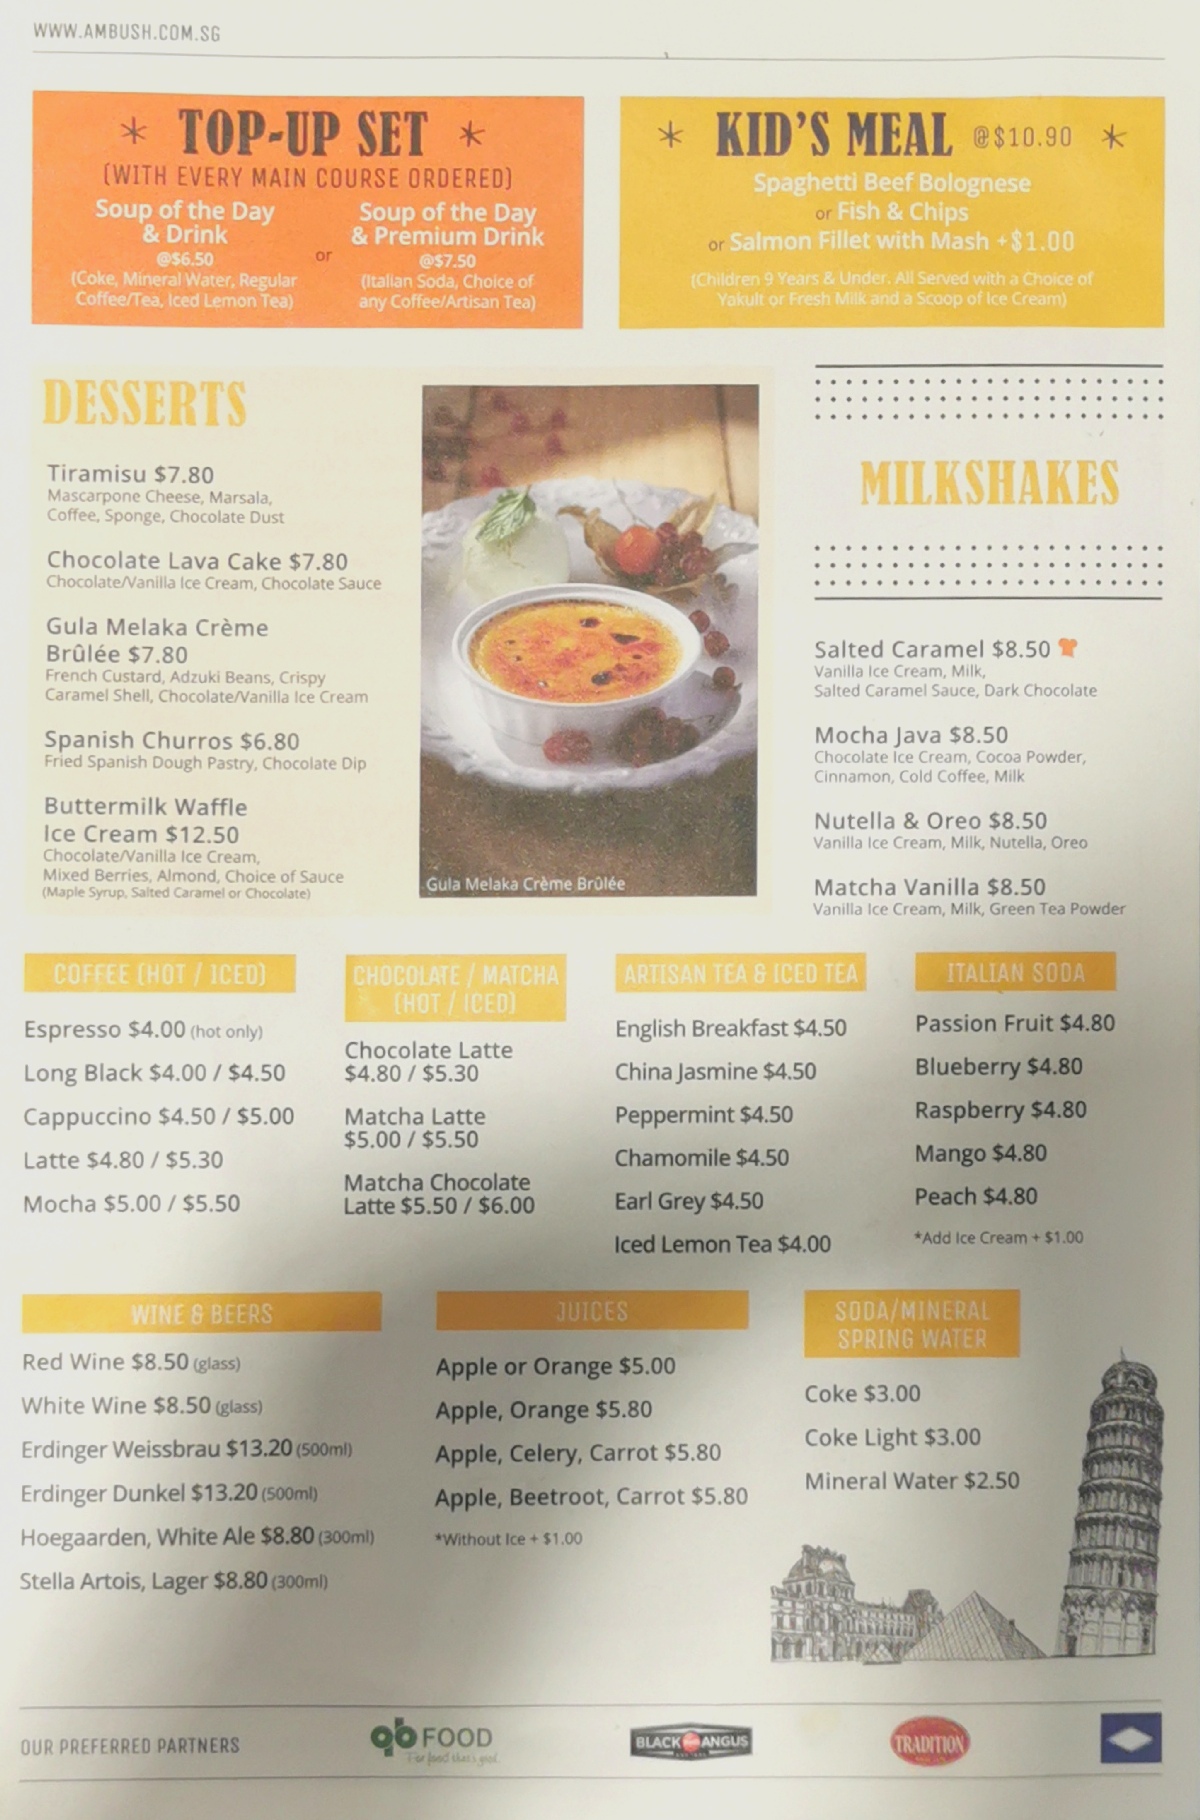 WWW.AMBUSH.COM.SG
TOP-UP SET
(WITH EVERY MAIN COURSE ORDERED)
Soup of the Day
& Drink
@$6.50
(Coke, Mineral Water, Regular
Coffee/Tea, Iced Lemon Tea)
or
Soup of the Day
& Premium Drink
@$7.50
(Italian Soda, Choice of
any Coffee/Artisan Tea)
KID'S MEAL @$10.90
Spaghetti Beef Bolognese
or Fish & Chips
or Salmon Fillet with Mash +$1.00
(Children 9 Years & Under. All Served with a Choice of
Yakult or Fresh Milk and a Scoop of Ice Cream)
DESSERTS
Tiramisu $7.80
Mascarpone Cheese, Marsala,
Coffee, Sponge, Chocolate Dust
Chocolate Lava Cake $7.80
Chocolate/Vanilla Ice Cream, Chocolate Sauce
Gula Melaka Crème
Brûlée $7.80
French Custard, Adzuki Beans, Crispy
Caramel Shell, Chocolate/Vanilla Ice Cream
Spanish Churros $6.80
Fried Spanish Dough Pastry, Chocolate Dip
Buttermilk Waffle
Ice Cream $12.50
Chocolate/Vanilla Ice Cream,
Mixed Berries, Almond, Choice of Sauce
(Maple Syrup, Salted Caramel or Chocolate)
Gula Melaka Crème Brûlée
MILKSHAKES
Salted Caramel $8.50
Vanilla Ice Cream, Milk,
Salted Caramel Sauce, Dark Chocolate
Mocha Java $8.50
Chocolate Ice Cream, Cocoa Powder,
Cinnamon, Cold Coffee, Milk
Nutella & Oreo $8.50
Vanilla Ice Cream, Milk, Nutella, Oreo
Matcha Vanilla $8.50
Vanilla Ice Cream, Milk, Green Tea Powder
COFFEE (HOT / ICED)
Espresso $4.00 (hot only)
Long Black $4.00 / $4.50
Cappuccino $4.50 / $5.00
Latte $4.80 / $5.30
Mocha $5.00 / $5.50
CHOCOLATE / MATCHA
(HOT / ICED)
Chocolate Latte
$4.80 / $5.30
Matcha Latte
$5.00 / $5.50
Matcha Chocolate
Latte $5.50 / $6.00
ARTISAN TEA & ICED TEA
English Breakfast $4.50
China Jasmine $4.50
Peppermint $4.50
Chamomile $4.50
Earl Grey $4.50
Iced Lemon Tea $4.00
ITALIAN SODA
Passion Fruit $4.80
Blueberry $4.80
Raspberry $4.80
Mango $4.80
Peach $4.80
*Add Ice Cream + $1.00
WINE & BEERS
Red Wine $8.50 (glass)
White Wine $8.50 (glass)
Erdinger Weissbrau $13.20 (500ml)
Erdinger Dunkel $13.20 (500ml)
Hoegaarden, White Ale $8.80 (300ml)
Stella Artois, Lager $8.80 (300ml)
JUICES
Apple or Orange $5.00
Apple, Orange $5.80
Apple, Celery, Carrot $5.80
Apple, Beetroot, Carrot $5.80
*Without Ice + $1.00
SODA/MINERAL
SPRING WATER
Coke $3.00
Coke Light $3.00
Mineral Water $2.50
OUR PREFERRED PARTNERS
qb FOOD
For food that's good.
BLACK ANGUS
TRADITION